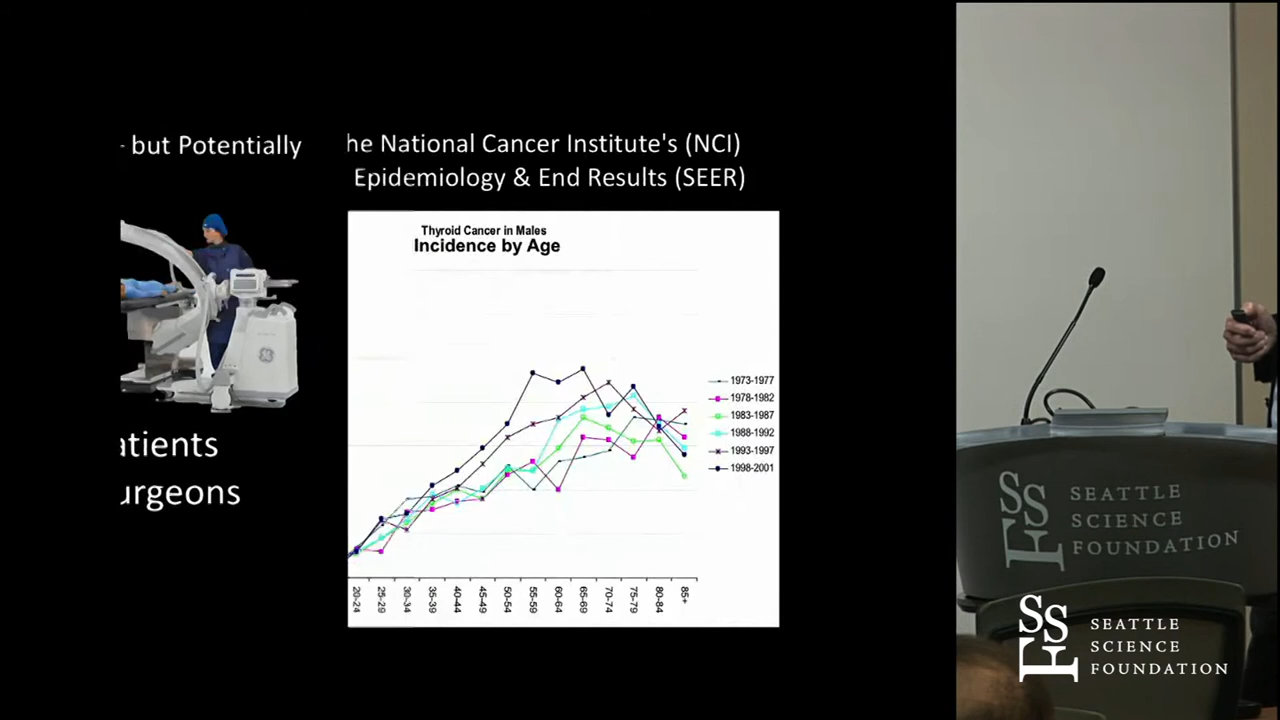 but Potentially
he National Cancer Institute's (NCI)
Epidemiology & End Results (SEER)
Thyroid Cancer in Males
Incidence by Age
1973-1977
1978-1982
1983-1987
1988-1992
1993-1997
1998-2001
20-24
25-29
30-34
35-39
40-44
45-49
50-54
55-59
60-64
65-69
70-74
75-79
80-84
85+
atients
urgeons
SSF
SEATTLE
SCIENCE
FOUNDATION
SSF
SEATTLE
SCIENCE
FOUNDATION